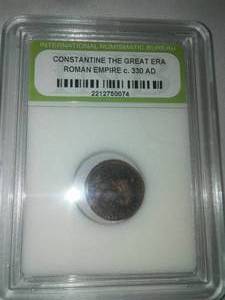 INTERNATIONAL NUMISMATIC BUREAU
CONSTANTINE THE GREAT ERA
ROMAN EMPIRE c. 330 AD
2212750074